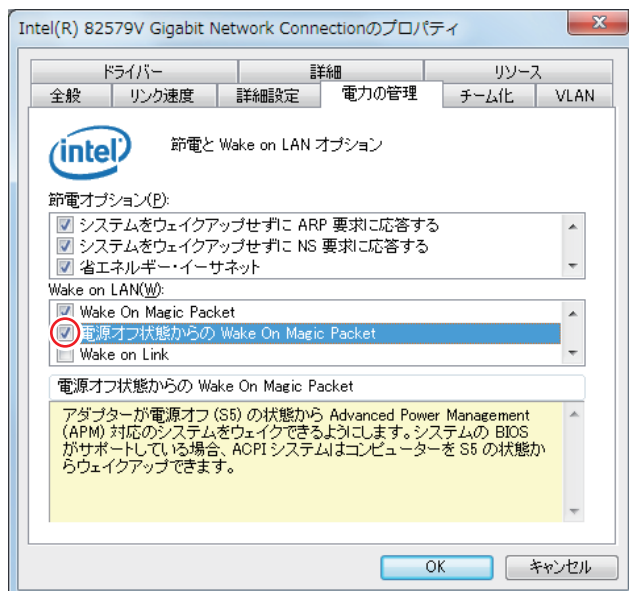 Intel(R) 82579V Gigabit Network Connectionのプロパティ
ドライバー 詳細 リソース
全般 リンク速度 詳細設定 電力の管理 チーム化 VLAN
intel 節電と Wake on LAN オプション
節電オプション(P):
システムをウェイクアップせずに ARP 要求に応答する
システムをウェイクアップせずに NS 要求に応答する
省エネルギー・イーサネット
Wake on LAN(W):
Wake On Magic Packet
電源オフ状態からの Wake On Magic Packet
Wake on Link
電源オフ状態からの Wake On Magic Packet
アダプターが電源オフ (S5) の状態から Advanced Power Management
(APM) 対応のシステムをウェイクできるようにします。システムの BIOS
がサポートしている場合、ACPI システムはコンピューターを S5 の状態か
らウェイクアップできます。
OK キャンセル